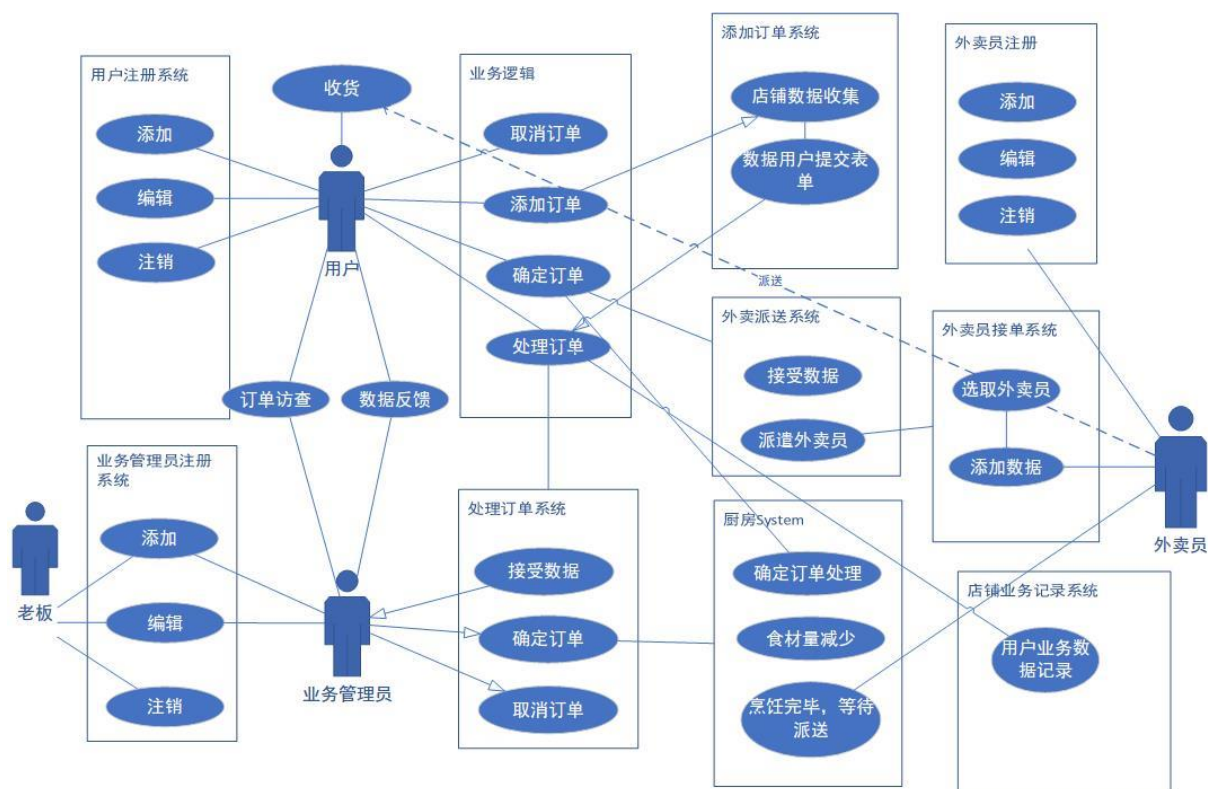 用户注册系统
添加
编辑
注销
收货
用户
业务逻辑
取消订单
添加订单
确定订单
处理订单
添加订单系统
店铺数据收集
数据用户提交表
单
外卖员注册
添加
编辑
注销
派送
外卖派送系统
接受数据
派遣外卖员
外卖员接单系统
选取外卖员
添加数据
外卖员
订单访查
数据反馈
业务管理员注册
系统
添加
编辑
注销
老板
业务管理员
处理订单系统
接受数据
确定订单
取消订单
厨房System
确定订单处理
食材量减少
烹饪完毕，等待
派送
店铺业务记录系统
用户业务数
据记录